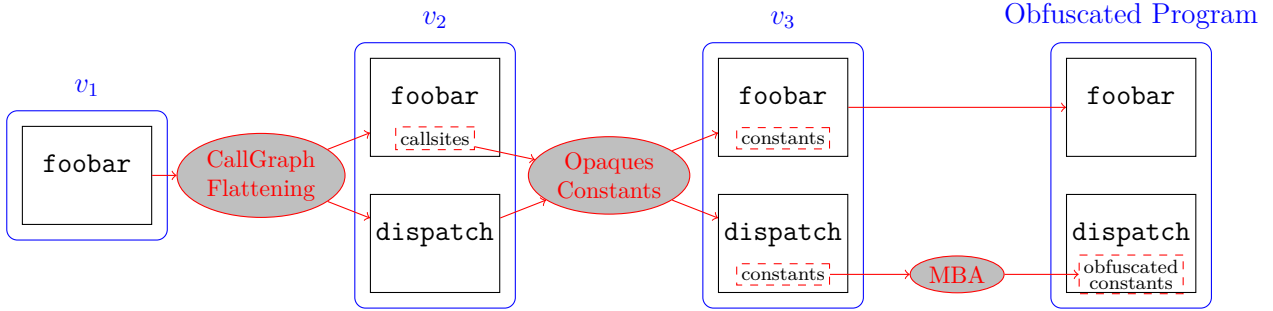 v1
foobar
CallGraph
Flattening
v2
foobar
callsites
dispatch
Opaques
Constants
v3
foobar
constants
dispatch
constants
MBA
Obfuscated Program
foobar
dispatch
obfuscated
constants